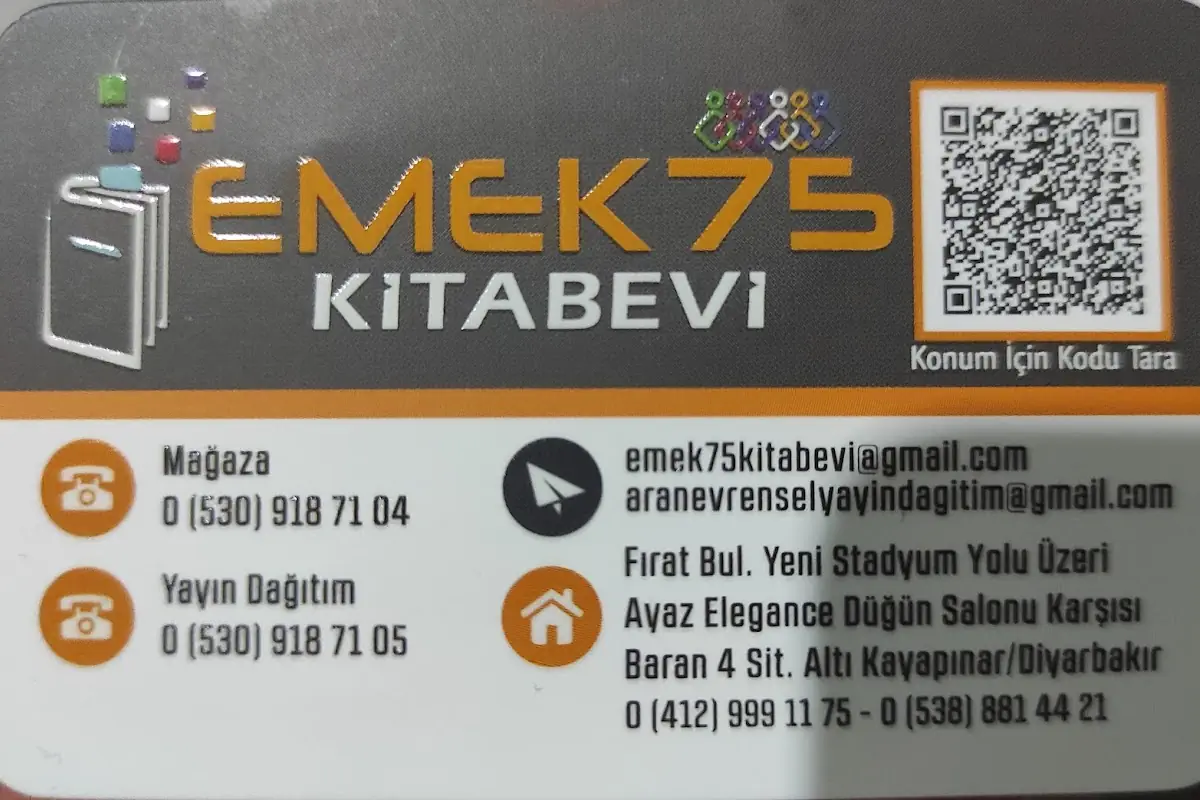 EMEK75
KİTABEVİ
Konum İçin Kodu Tara
Mağaza
0 (530) 918 71 04
Yayın Dağıtım
0 (530) 918 71 05
emek75kitabevi@gmail.com
aranevrenselyayindagitim@gmail.com
Fırat Bul. Yeni Stadyum Yolu Üzeri
Ayaz Elegance Düğün Salonu Karşısı
Baran 4 Sit. Altı Kayapınar/Diyarbakır
0 (412) 999 11 75 - 0 (538) 881 44 21